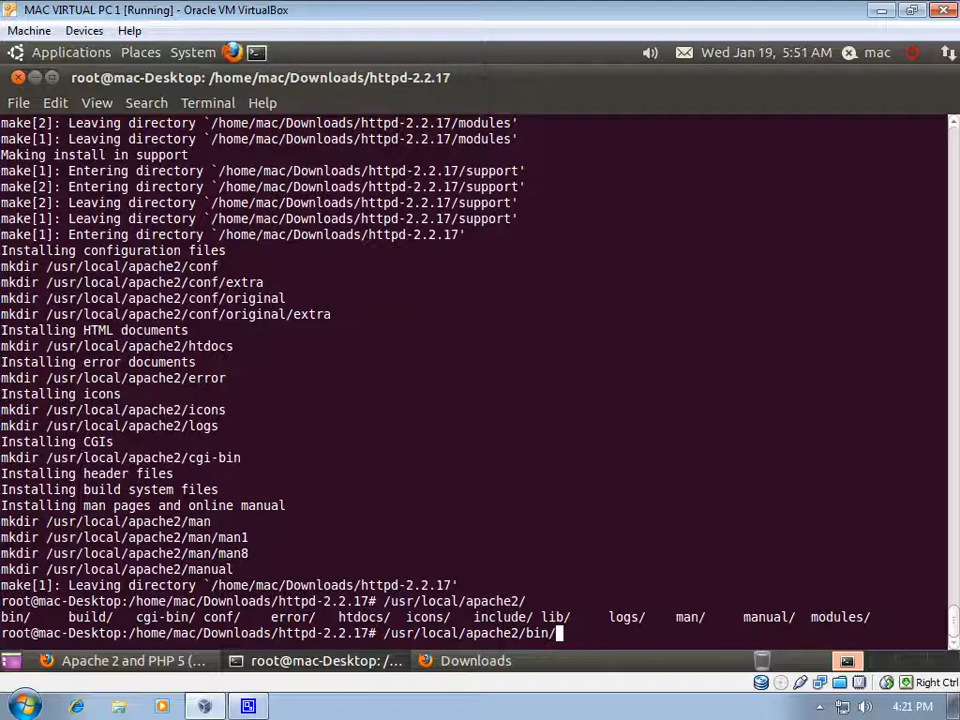 MAC VIRTUAL PC 1 [Running] - Oracle VM VirtualBox
Machine Devices Help
Applications Places System Wed Jan 19, 5:51 AM mac
root@mac-Desktop: /home/mac/Downloads/httpd-2.2.17
File Edit View Search Terminal Help
make[2]: Leaving directory `/home/mac/Downloads/httpd-2.2.17/modules'
make[1]: Leaving directory `/home/mac/Downloads/httpd-2.2.17/modules'
Making install in support
make[1]: Entering directory `/home/mac/Downloads/httpd-2.2.17/support'
make[2]: Entering directory `/home/mac/Downloads/httpd-2.2.17/support'
make[2]: Leaving directory `/home/mac/Downloads/httpd-2.2.17/support'
make[1]: Leaving directory `/home/mac/Downloads/httpd-2.2.17/support'
make[1]: Entering directory `/home/mac/Downloads/httpd-2.2.17'
Installing configuration files
mkdir /usr/local/apache2/conf
mkdir /usr/local/apache2/conf/extra
mkdir /usr/local/apache2/conf/original
mkdir /usr/local/apache2/conf/original/extra
Installing HTML documents
mkdir /usr/local/apache2/htdocs
Installing error documents
mkdir /usr/local/apache2/error
Installing icons
mkdir /usr/local/apache2/icons
mkdir /usr/local/apache2/logs
Installing CGIs
mkdir /usr/local/apache2/cgi-bin
Installing header files
Installing build system files
Installing man pages and online manual
mkdir /usr/local/apache2/man
mkdir /usr/local/apache2/man/man1
mkdir /usr/local/apache2/man/man8
mkdir /usr/local/apache2/manual
make[1]: Leaving directory `/home/mac/Downloads/httpd-2.2.17'
root@mac-Desktop:/home/mac/Downloads/httpd-2.2.17# /usr/local/apache2/
bin/ build/ cgi-bin/ conf/ error/ htdocs/ icons/ include/ lib/ logs/ man/ manual/ modules/
root@mac-Desktop:/home/mac/Downloads/httpd-2.2.17# /usr/local/apache2/bin/
Apache 2 and PHP 5 (... root@mac-Desktop: /... Downloads
Right Ctrl
4:21 PM